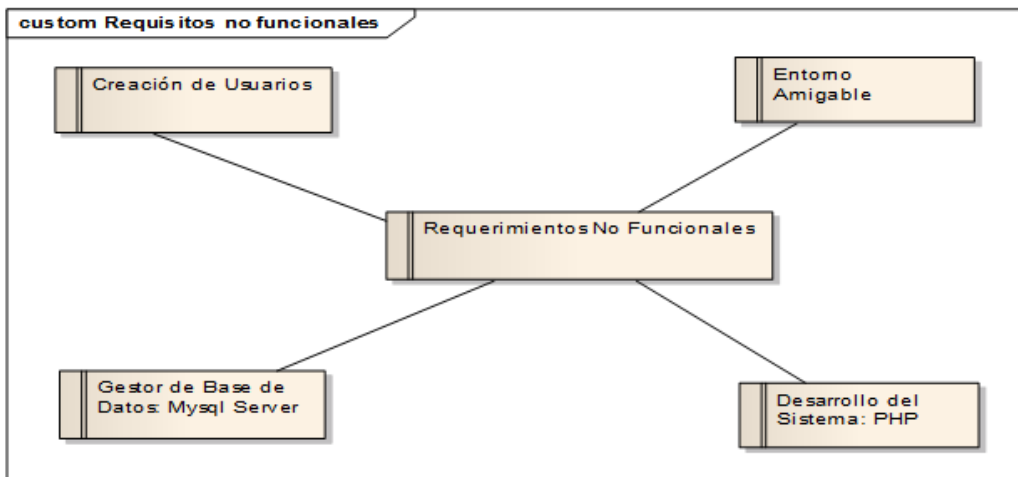 custom Requisitos no funcionales
Creación de Usuarios
Entorno
Amigable
Requerimientos No Funcionales
Gestor de Base de
Datos: Mysql Server
Desarrollo del
Sistema: PHP